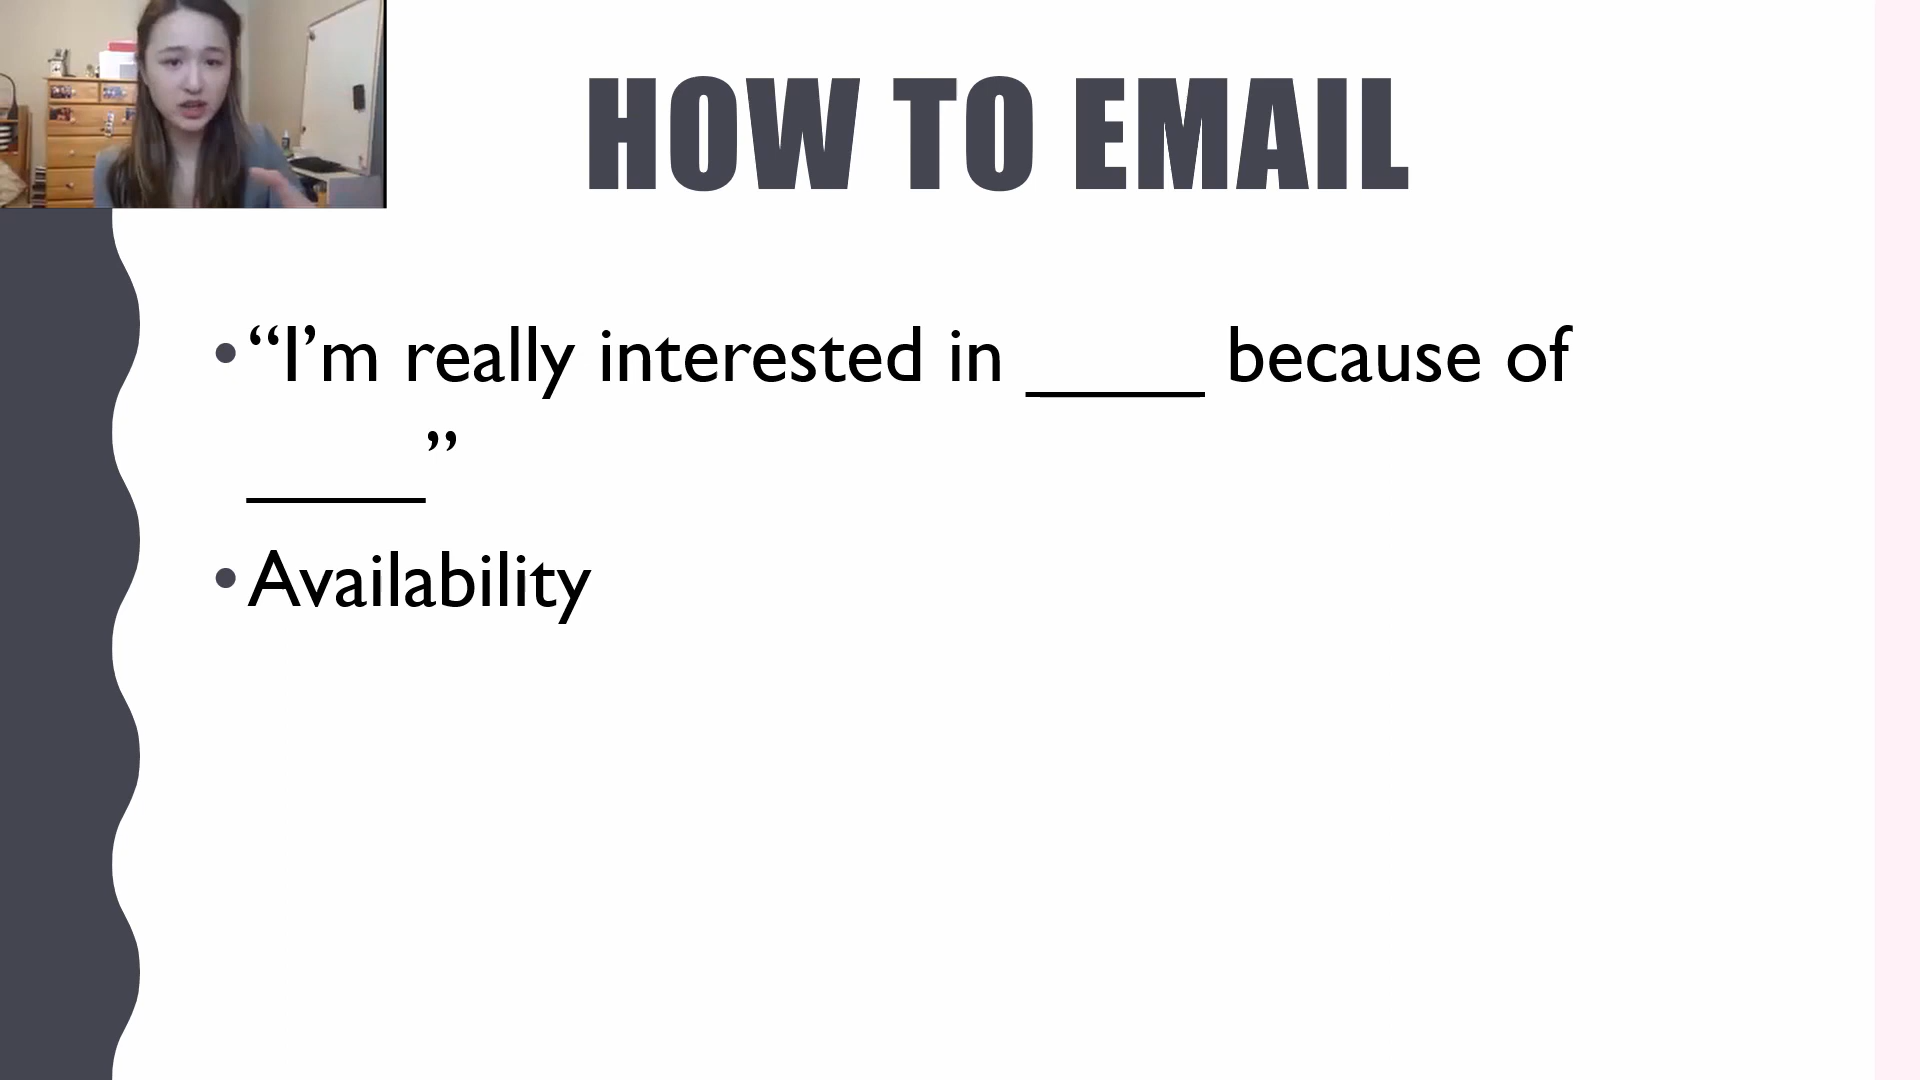 HOW TO EMAIL
•“I’m really interested in _____ because of
_____”
•Availability